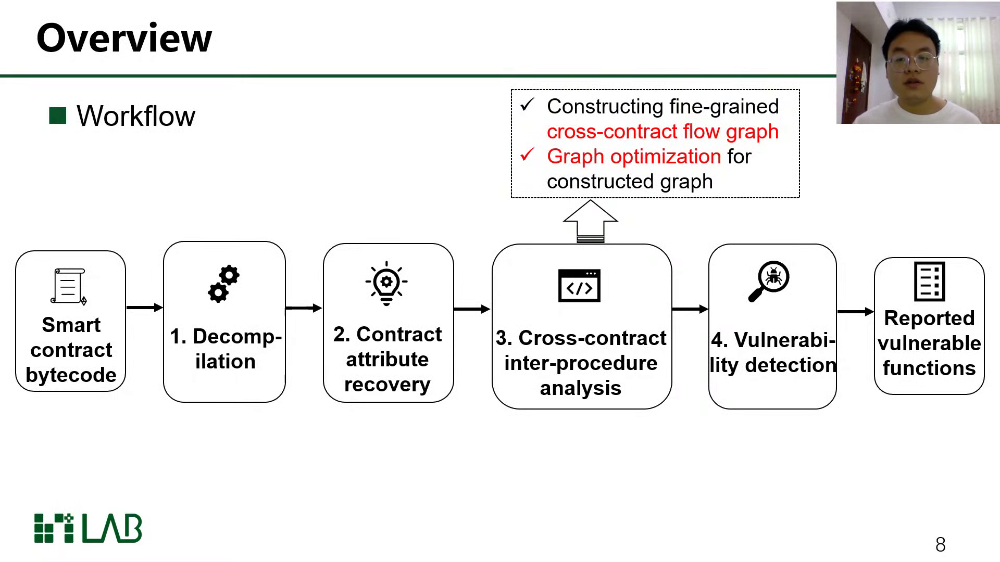 Overview
Workflow
Constructing fine-grained
cross-contract flow graph
Graph optimization for
constructed graph
Smart
contract
bytecode
1. Decomp-
ilation
2. Contract
attribute
recovery
3. Cross-contract
inter-procedure
analysis
4. Vulnerabi-
lity detection
Reported
vulnerable
functions
LAB
8